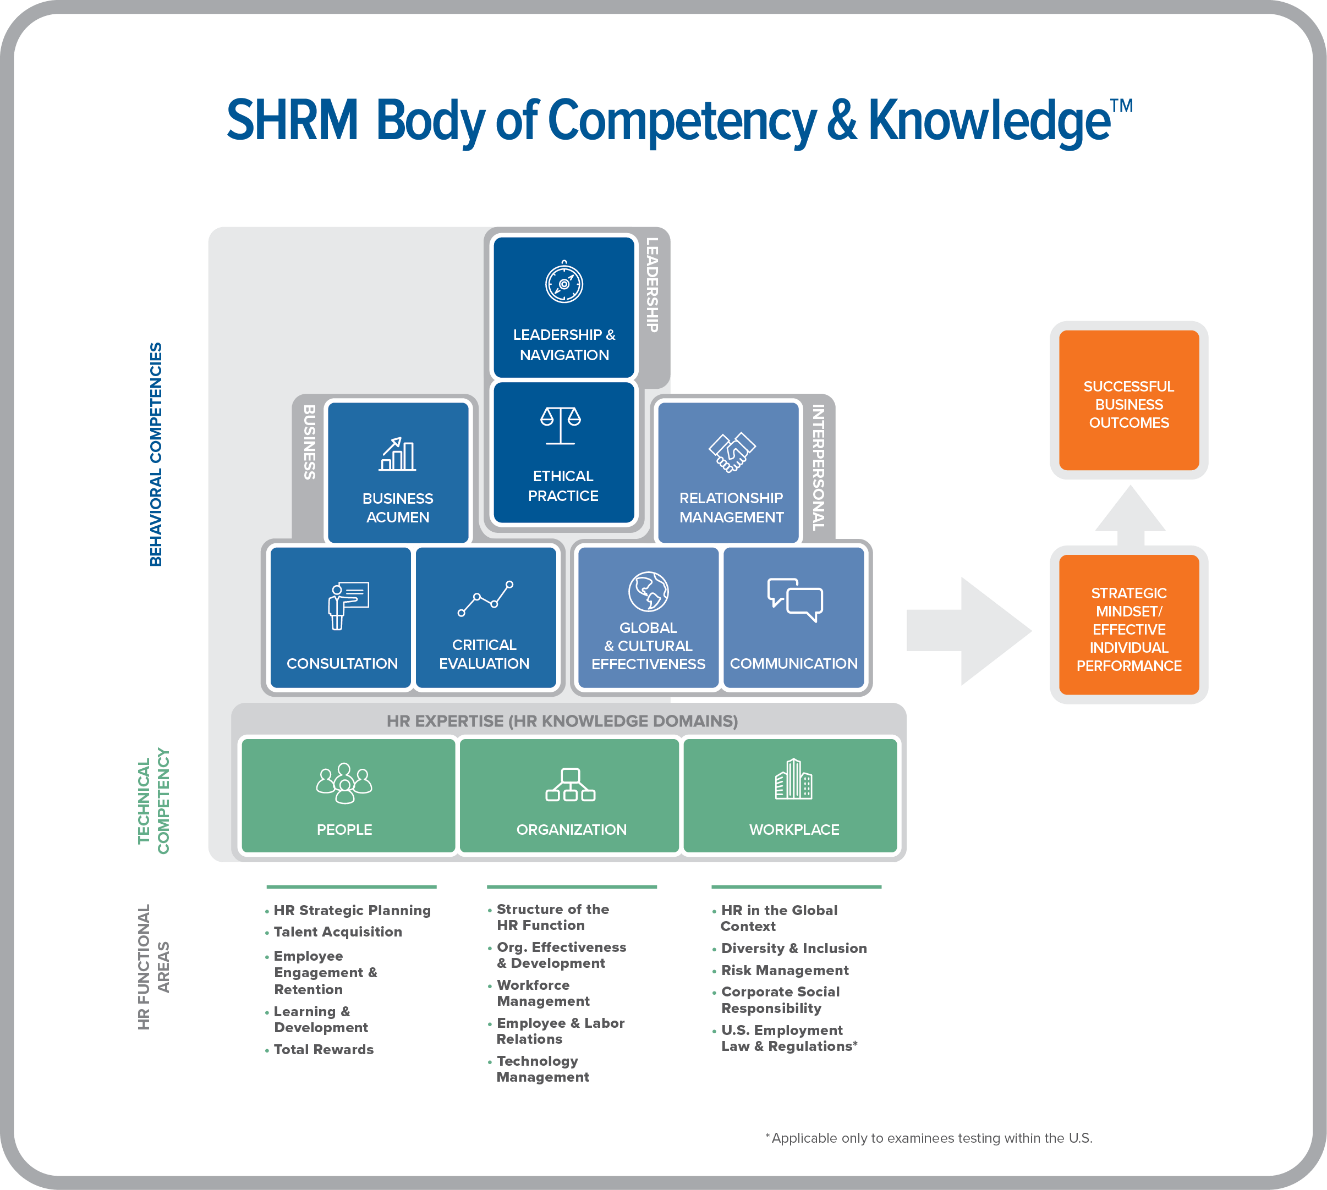 SHRM Body of Competency & Knowledge™
BEHAVIORAL COMPETENCIES
LEADERSHIP
LEADERSHIP &
NAVIGATION
ETHICAL
PRACTICE
BUSINESS
BUSINESS
ACUMEN
CONSULTATION
CRITICAL
EVALUATION
INTERPERSONAL
RELATIONSHIP
MANAGEMENT
GLOBAL
& CULTURAL
EFFECTIVENESS
COMMUNICATION
SUCCESSFUL
BUSINESS
OUTCOMES
STRATEGIC
MINDSET/
EFFECTIVE
INDIVIDUAL
PERFORMANCE
TECHNICAL
COMPETENCY
HR EXPERTISE (HR KNOWLEDGE DOMAINS)
PEOPLE
ORGANIZATION
WORKPLACE
HR FUNCTIONAL
AREAS
• HR Strategic Planning
• Talent Acquisition
• Employee
Engagement &
Retention
• Learning &
Development
• Total Rewards
• Structure of the
HR Function
• Org. Effectiveness
& Development
• Workforce
Management
• Employee & Labor
Relations
• Technology
Management
• HR in the Global
Context
• Diversity & Inclusion
• Risk Management
• Corporate Social
Responsibility
• U.S. Employment
Law & Regulations*
*Applicable only to examinees testing within the U.S.